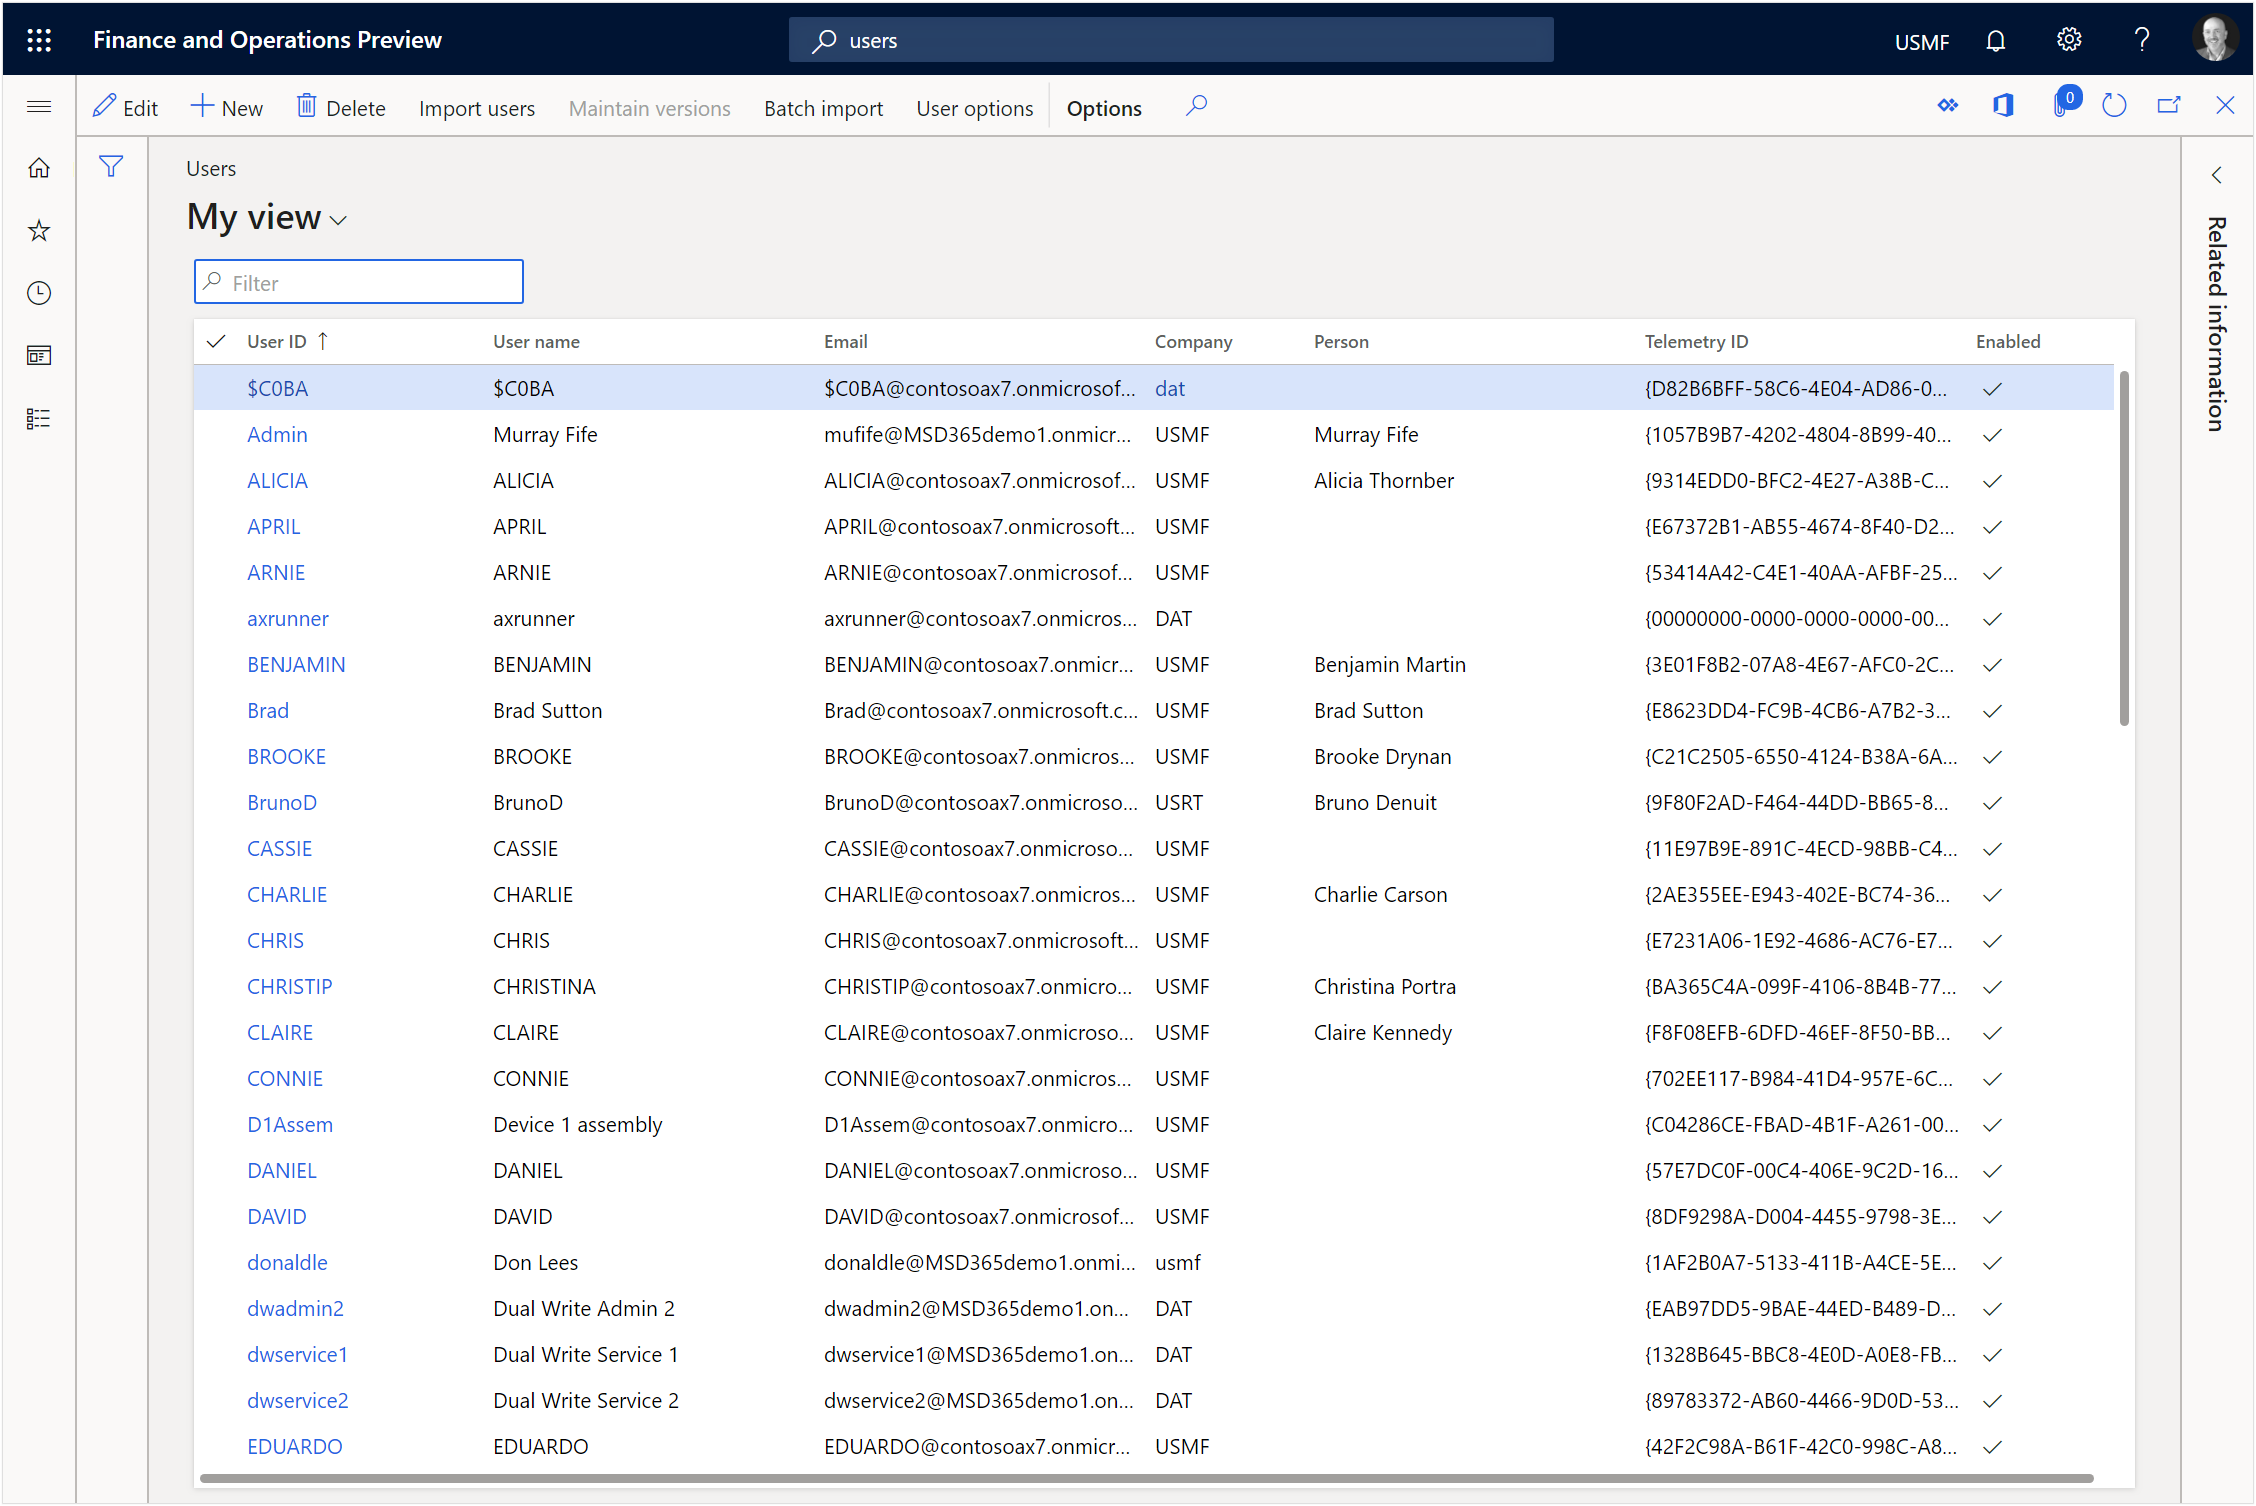 Finance and Operations Preview users USMF ?
Edit New Delete Import users Maintain versions Batch import User options Options 0
Users
My view
Filter
User ID User name Email Company Person Telemetry ID Enabled
$C0BA $C0BA $C0BA@contosoax7.onmicrosof... dat {D82B6BFF-58C6-4E04-AD86-0...
Admin Murray Fife mufife@MSD365demo1.onmicr... USMF Murray Fife {1057B9B7-4202-4804-8B99-40...
ALICIA ALICIA ALICIA@contosoax7.onmicrosof... USMF Alicia Thornber {9314EDD0-BFC2-4E27-A38B-C...
APRIL APRIL APRIL@contosoax7.onmicrosoft... USMF {E67372B1-AB55-4674-8F40-D2...
ARNIE ARNIE ARNIE@contosoax7.onmicrosof... USMF {53414A42-C4E1-40AA-AFBF-25...
axrunner axrunner axrunner@contosoax7.onmicros... DAT {00000000-0000-0000-0000-00...
BENJAMIN BENJAMIN BENJAMIN@contosoax7.onmicr... USMF Benjamin Martin {3E01F8B2-07A8-4E67-AFC0-2C...
Brad Brad Sutton Brad@contosoax7.onmicrosoft.c... USMF Brad Sutton {E8623DD4-FC9B-4CB6-A7B2-3...
BROOKE BROOKE BROOKE@contosoax7.onmicros... USMF Brooke Drynan {C21C2505-6550-4124-B38A-6A...
BrunoD BrunoD BrunoD@contosoax7.onmicroso... USRT Bruno Denuit {9F80F2AD-F464-44DD-BB65-8...
CASSIE CASSIE CASSIE@contosoax7.onmicroso... USMF {11E97B9E-891C-4ECD-98BB-C4...
CHARLIE CHARLIE CHARLIE@contosoax7.onmicros... USMF Charlie Carson {2AE355EE-E943-402E-BC74-36...
CHRIS CHRIS CHRIS@contosoax7.onmicrosoft... USMF {E7231A06-1E92-4686-AC76-E7...
CHRISTIP CHRISTINA CHRISTIP@contosoax7.onmicro... USMF Christina Portra {BA365C4A-099F-4106-8B4B-77...
CLAIRE CLAIRE CLAIRE@contosoax7.onmicroso... USMF Claire Kennedy {F8F08EFB-6DFD-46EF-8F50-BB...
CONNIE CONNIE CONNIE@contosoax7.onmicros... USMF {702EE117-B984-41D4-957E-6C...
D1Assem Device 1 assembly D1Assem@contosoax7.onmicro... USMF {C04286CE-FBAD-4B1F-A261-00...
DANIEL DANIEL DANIEL@contosoax7.onmicroso... USMF {57E7DC0F-00C4-406E-9C2D-16...
DAVID DAVID DAVID@contosoax7.onmicrosof... USMF {8DF9298A-D004-4455-9798-3E...
donaldle Don Lees donaldle@MSD365demo1.onmi... usmf {1AF2B0A7-5133-411B-A4CE-5E...
dwadmin2 Dual Write Admin 2 dwadmin2@MSD365demo1.on... DAT {EAB97DD5-9BAE-44ED-B489-D...
dwservice1 Dual Write Service 1 dwservice1@MSD365demo1.on... DAT {1328B645-BBC8-4E0D-A0E8-FB...
dwservice2 Dual Write Service 2 dwservice2@MSD365demo1.on... DAT {89783372-AB60-4466-9D0D-53...
EDUARDO EDUARDO EDUARDO@contosoax7.onmicr... USMF {42F2C98A-B61F-42C0-998C-A8...
Related information